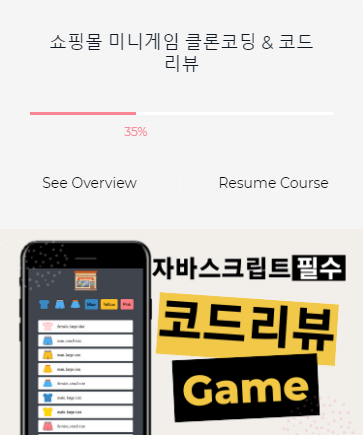 쇼핑몰 미니게임 클론코딩 & 코드
리뷰
35%
See Overview
Resume Course
자바스크립트필수
코드리뷰
Game
Blue
Yellow
Pink